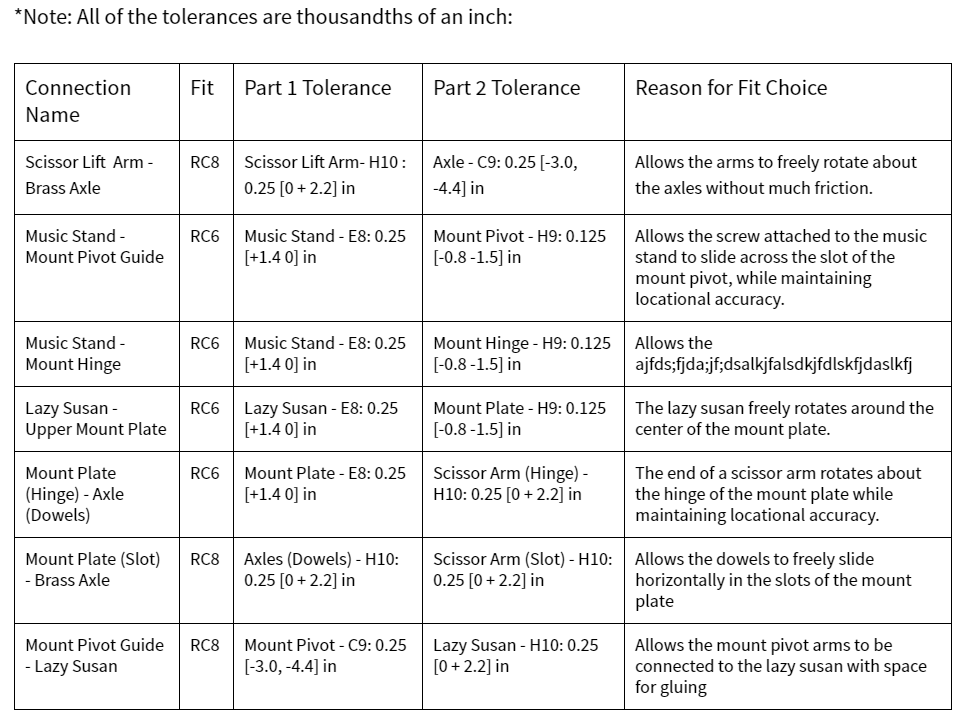 *Note: All of the tolerances are thousandths of an inch:
Connection Name
Fit
Part 1 Tolerance
Part 2 Tolerance
Reason for Fit Choice
Scissor Lift Arm -
Brass Axle
RC8
Scissor Lift Arm- H10 :
0.25 [0 + 2.2] in
Axle - C9: 0.25 [-3.0,
-4.4] in
Allows the arms to freely rotate about
the axles without much friction.
Music Stand -
Mount Pivot Guide
RC6
Music Stand - E8: 0.25
[+1.4 0] in
Mount Pivot - H9: 0.125
[-0.8 -1.5] in
Allows the screw attached to the music
stand to slide across the slot of the
mount pivot, while maintaining
locational accuracy.
Music Stand -
Mount Hinge
RC6
Music Stand - E8: 0.25
[+1.4 0] in
Mount Hinge - H9: 0.125
[-0.8 -1.5] in
Allows the
ajfds;fjda;jf;dsalkjfalsdkjfdlskfjdaslkfj
Lazy Susan -
Upper Mount Plate
RC6
Lazy Susan - E8: 0.25
[+1.4 0] in
Mount Plate - H9: 0.125
[-0.8 -1.5] in
The lazy susan freely rotates around the
center of the mount plate.
Mount Plate
(Hinge) - Axle
(Dowels)
RC6
Mount Plate - E8: 0.25
[+1.4 0] in
Scissor Arm (Hinge) -
H10: 0.25 [0 + 2.2] in
The end of a scissor arm rotates about
the hinge of the mount plate while
maintaining locational accuracy.
Mount Plate (Slot)
- Brass Axle
RC8
Axles (Dowels) - H10:
0.25 [0 + 2.2] in
Scissor Arm (Slot) - H10:
0.25 [0 + 2.2] in
Allows the dowels to freely slide
horizontally in the slots of the mount
plate
Mount Pivot Guide
- Lazy Susan
RC8
Mount Pivot - C9: 0.25
[-3.0, -4.4] in
Lazy Susan - H10: 0.25
[0 + 2.2] in
Allows the mount pivot arms to be
connected to the lazy susan with space
for gluing